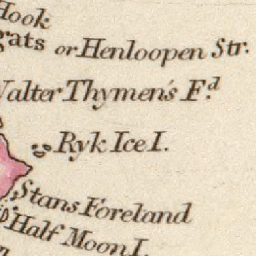 Hook
gats or Henloopen Str.
Walter Thymen's F.d
Ryk Ice I.
Stans Foreland
Half Moon I.